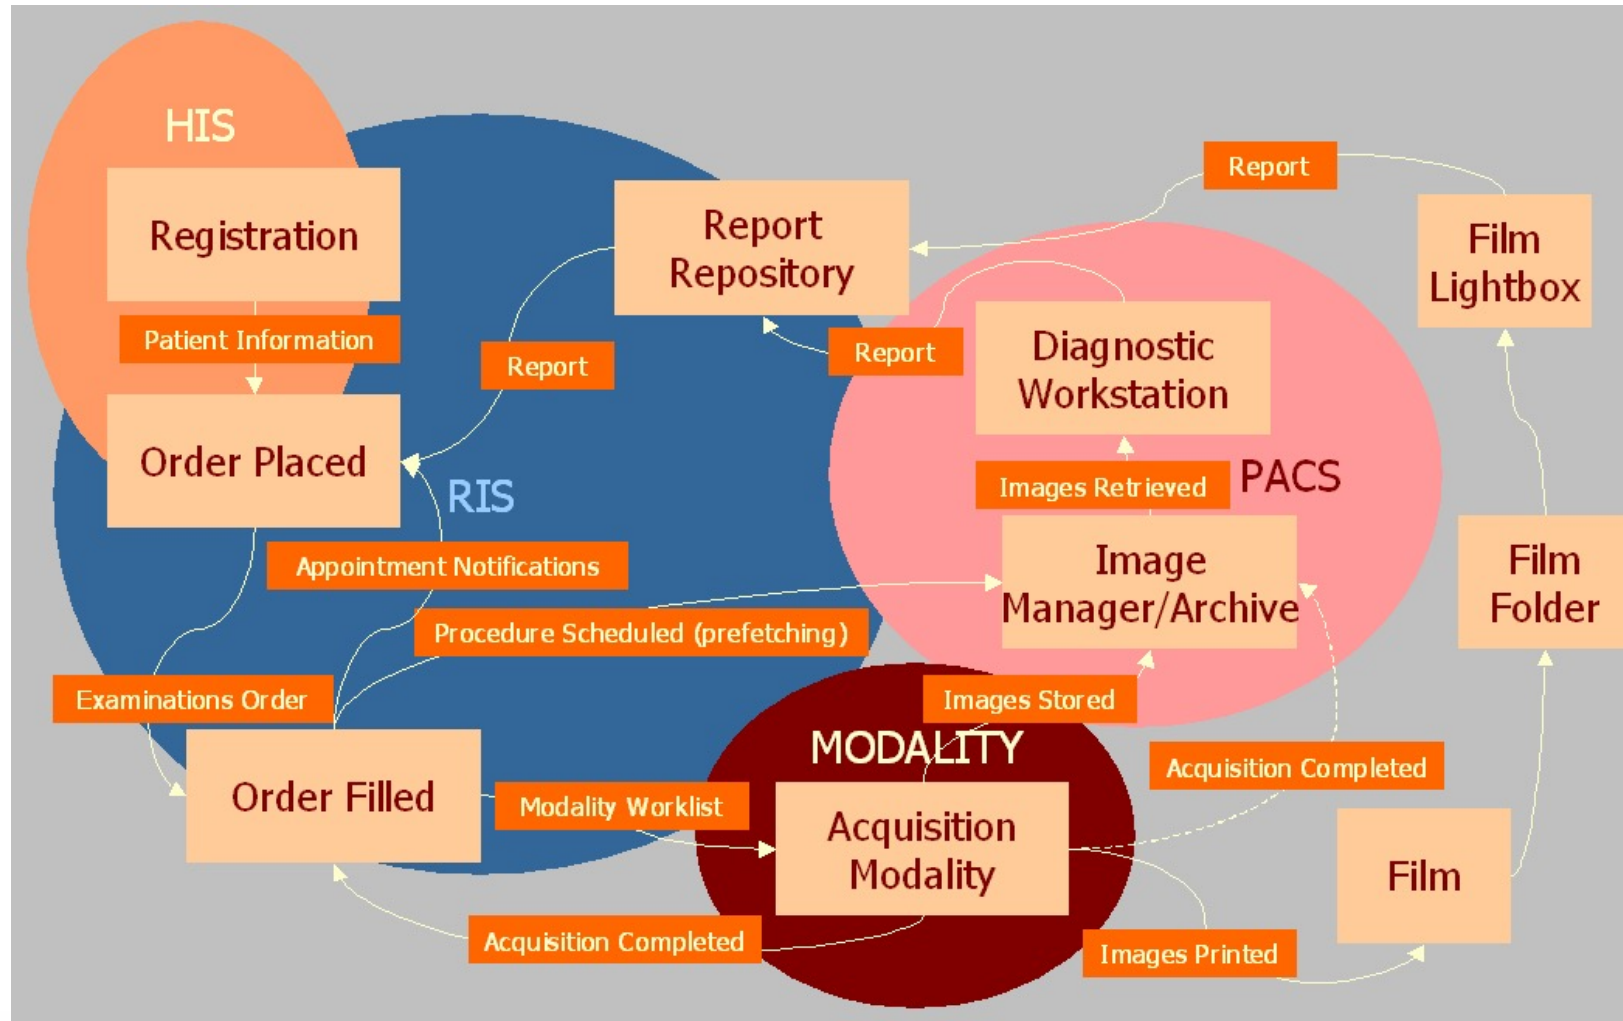 HIS
Registration
Patient Information
Order Placed
RIS
Report
Repository
Report
Report
Report
Film
Lightbox
Diagnostic
Workstation
Images Retrieved
PACS
Appointment Notifications
Image
Manager/Archive
Film
Folder
Procedure Scheduled (prefetching)
Examinations Order
Images Stored
MODALITY
Acquisition Completed
Order Filled
Modality Worklist
Acquisition
Modality
Film
Acquisition Completed
Images Printed